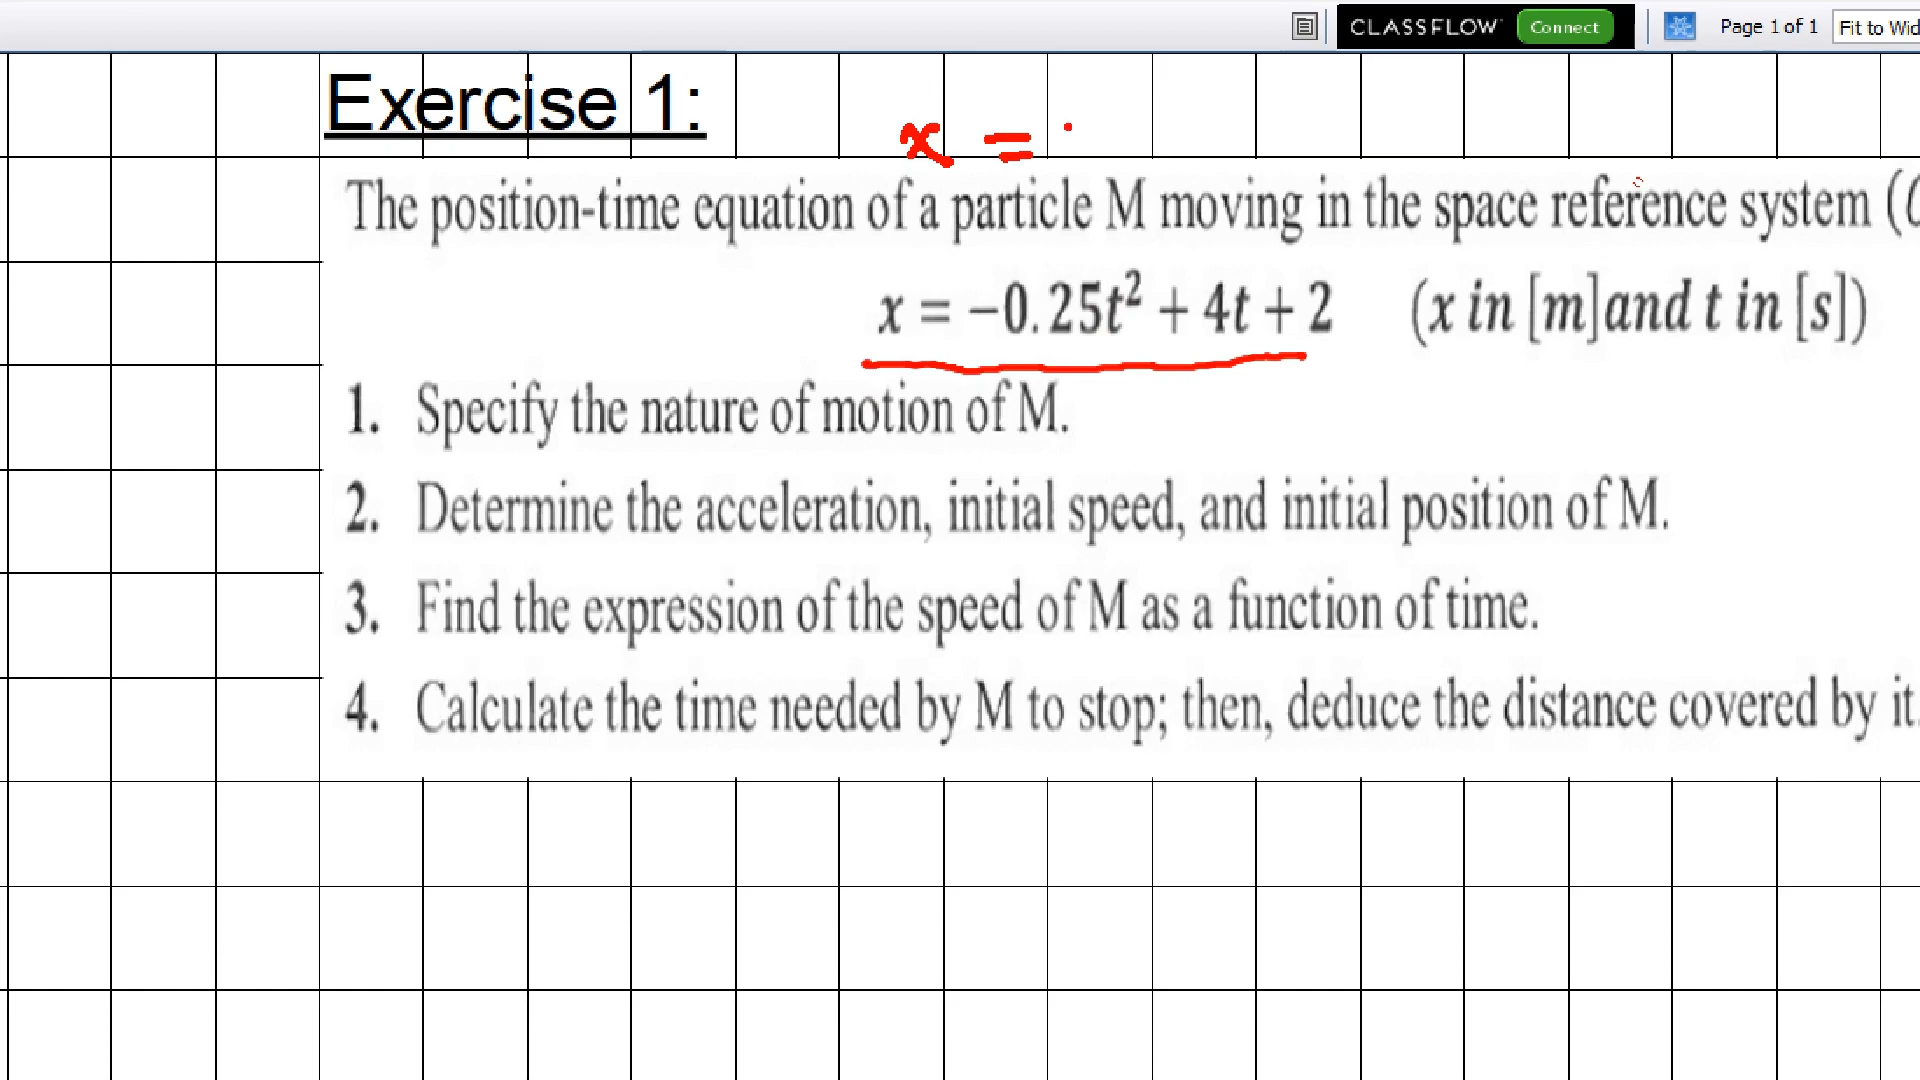 CLASSFLOW Connect Page 1 of 1 Fit to Wid
Exercise 1:
x =
The position-time equation of a particle M moving in the space reference system (
x = −0.25t² + 4t + 2 (x in [m]and t in [s])
1. Specify the nature of motion of M.
2. Determine the acceleration, initial speed, and initial position of M.
3. Find the expression of the speed of M as a function of time.
4. Calculate the time needed by M to stop; then, deduce the distance covered by it.